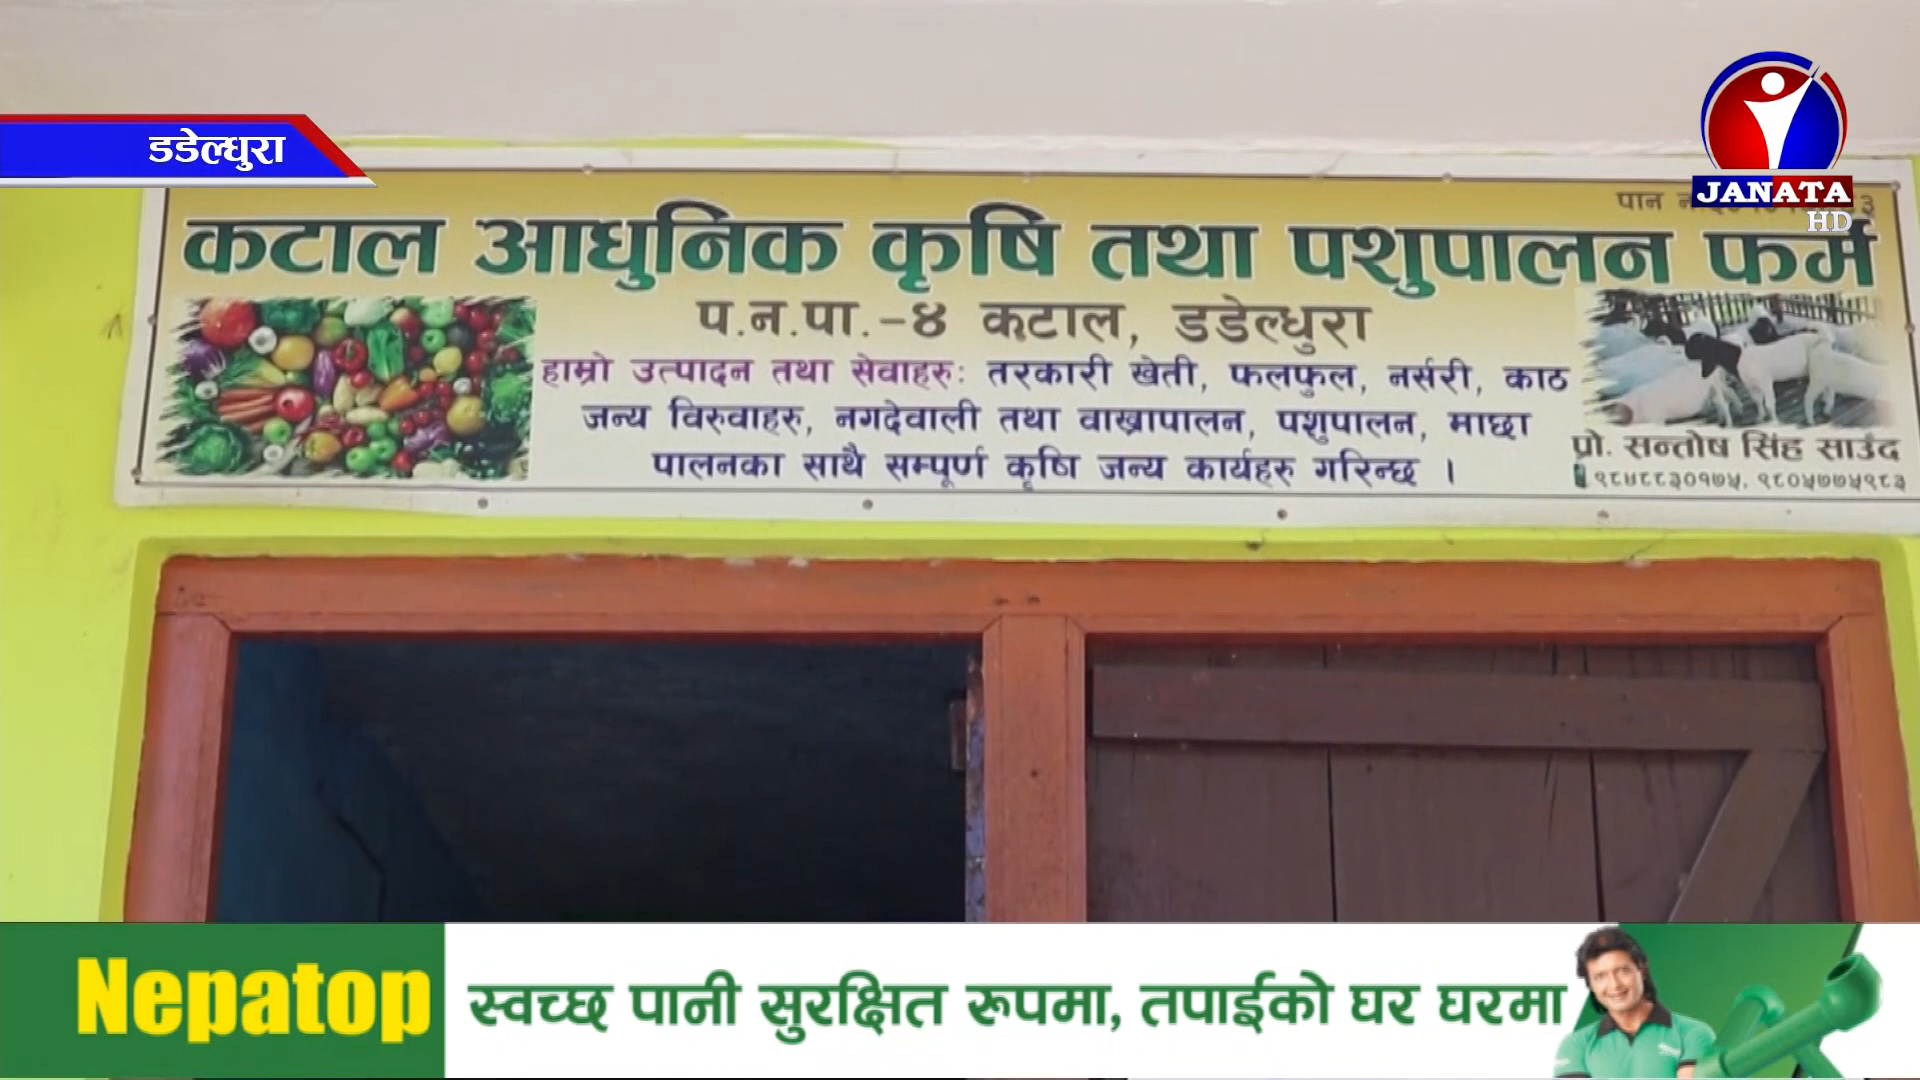 डडेल्धुरा
JANATA
HD
पान
कटाल आधुनिक कृषि तथा पशुपालन फर्म
प.न.पा.-४ कटाल, डडेल्धुरा
हाम्रो उत्पादन तथा सेवाहरु: तरकारी खेती, फलफुल, नर्सरी, काठ
जन्य विरुवाहरु, नगदेवाली तथा वाख्रापालन, पशुपालन, माछा
पालनका साथै सम्पूर्ण कृषि जन्य कार्यहरु गरिन्छ ।
प्रो. सन्तोष सिंह साउँद
९८४८८३०१७५, ९८०५७७५९८३
Nepatop
स्वच्छ पानी सुरक्षित रूपमा, तपाईको घर घरमा